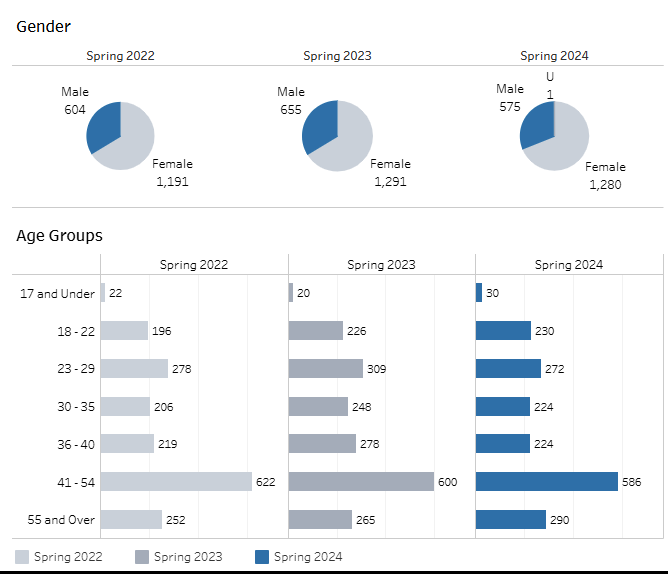 Gender
Spring 2022 Spring 2023 Spring 2024
Male
604
Female
1,191
Male
655
Female
1,291
U
1
Male
575
Female
1,280
Age Groups
Spring 2022 Spring 2023 Spring 2024
17 and Under 22 20 30
18 - 22 196 226 230
23 - 29 278 309 272
30 - 35 206 248 224
36 - 40 219 278 224
41 - 54 622 600 586
55 and Over 252 265 290
Spring 2022 Spring 2023 Spring 2024